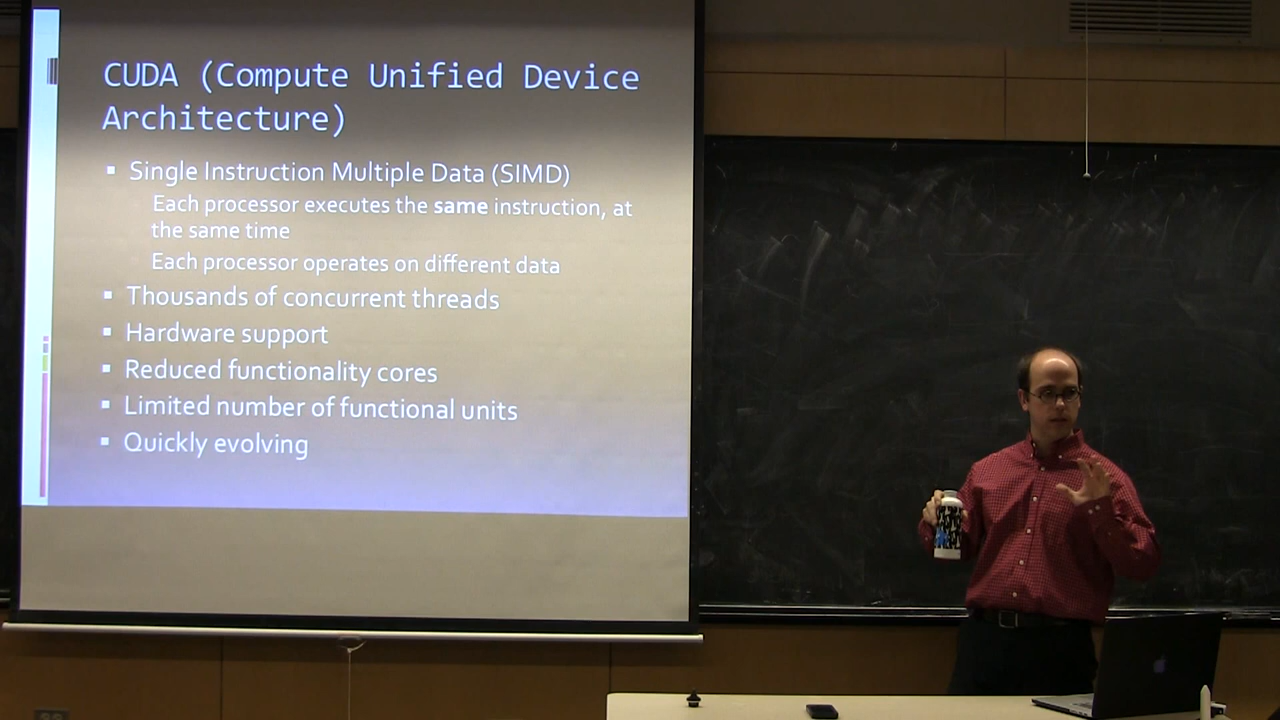 CUDA (Compute Unified Device
Architecture)
▪ Single Instruction Multiple Data (SIMD)
Each processor executes the same instruction, at
the same time
Each processor operates on different data
▪ Thousands of concurrent threads
▪ Hardware support
▪ Reduced functionality cores
▪ Limited number of functional units
▪ Quickly evolving